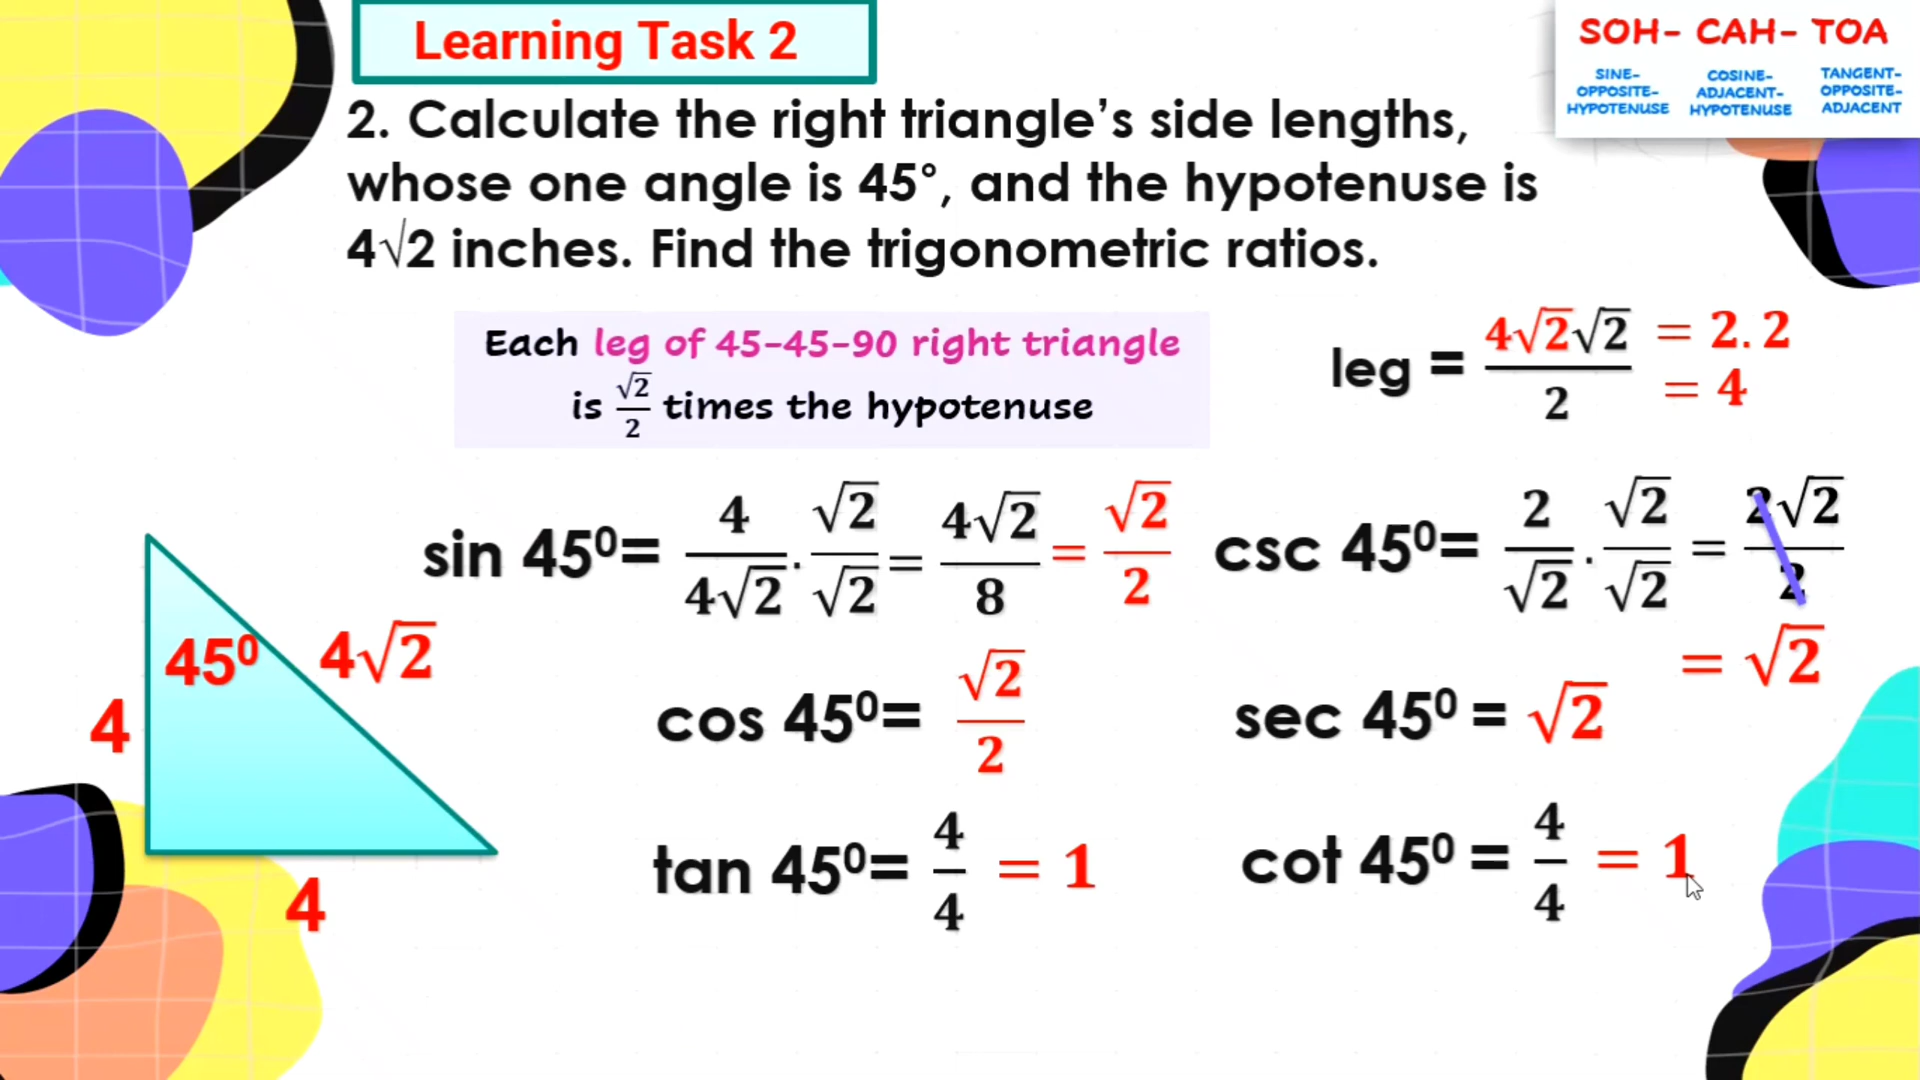 Learning Task 2
SOH- CAH- TOA
SINE-
OPPOSITE-
HYPOTENUSE
COSINE-
ADJACENT-
HYPOTENUSE
TANGENT-
OPPOSITE-
ADJACENT
2. Calculate the right triangle's side lengths,
whose one angle is 45°, and the hypotenuse is
4√2 inches. Find the trigonometric ratios.
Each leg of 45-45-90 right triangle
is √2/2 times the hypotenuse
leg = 4√2√2/2 = 2.2
= 4
sin 45⁰= 4/4√2 · √2/√2 = 4√2/8 = √2/2
csc 45⁰= 2/√2 · √2/√2 = 2√2/2
= √2
45⁰
4√2
4
4
cos 45⁰= √2/2
sec 45⁰ = √2
tan 45⁰= 4/4 = 1
cot 45⁰ = 4/4 = 1